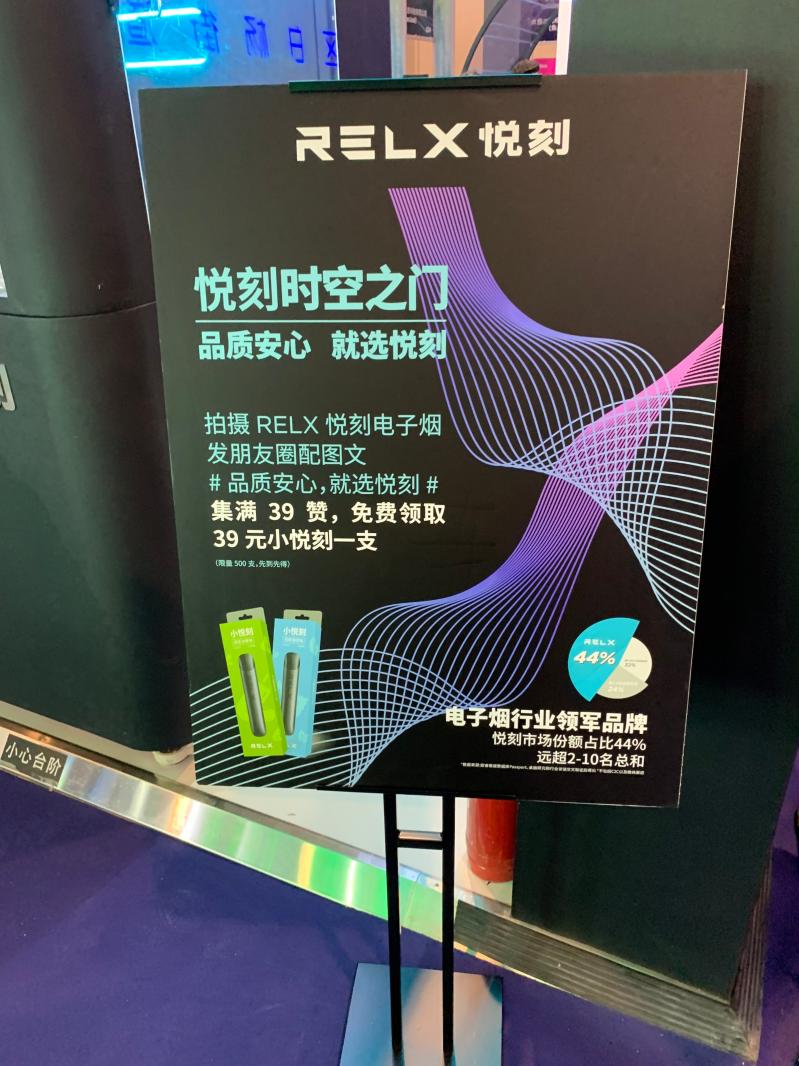 RELX 悦刻
悦刻时空之门
品质安心 就选悦刻
拍摄 RELX 悦刻电子烟
发朋友圈配图文
# 品质安心,就选悦刻 #
集满 39 赞，免费领取
39 元小悦刻一支
(限量 500 支,先到先得)
小悦刻
小悦刻
RELX
RELX
RELX
44%
32%
24%
电子烟行业领军品牌
悦刻市场份额占比44%
远超2-10名总和
小心台阶